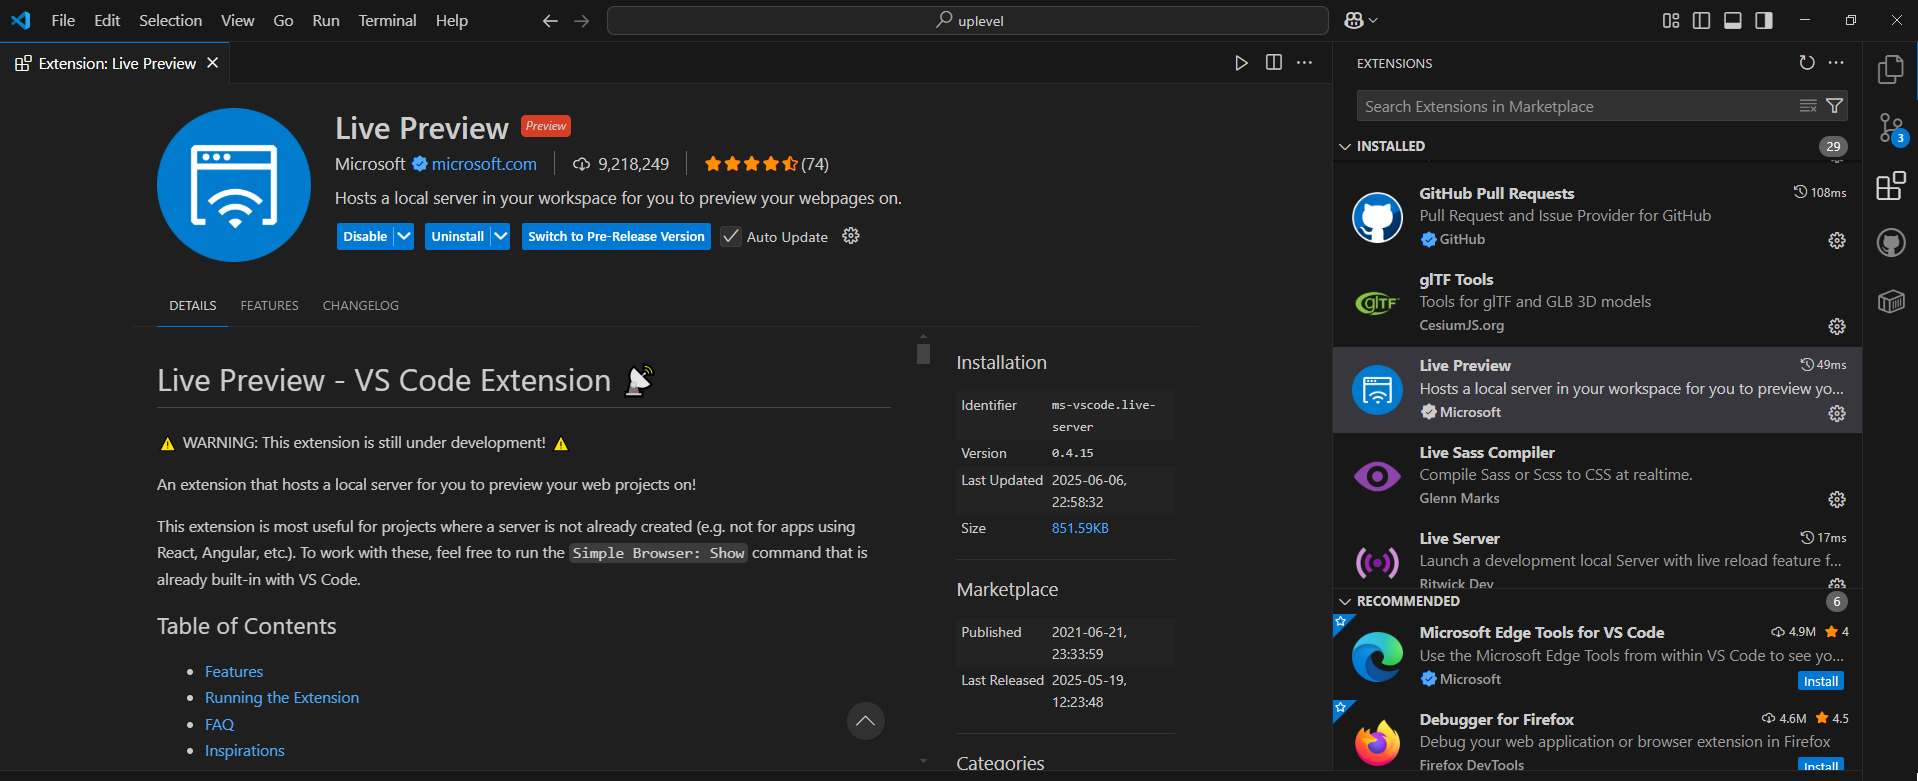 File Edit Selection View Go Run Terminal Help
uplevel
Extension: Live Preview
Live Preview Preview
Microsoft microsoft.com 9,218,249 (74)
Hosts a local server in your workspace for you to preview your webpages on.
Disable Uninstall Switch to Pre-Release Version Auto Update
DETAILS FEATURES CHANGELOG
Live Preview - VS Code Extension
WARNING: This extension is still under development!
An extension that hosts a local server for you to preview your web projects on!
This extension is most useful for projects where a server is not already created (e.g. not for apps using
React, Angular, etc.). To work with these, feel free to run the Simple Browser: Show command that is
already built-in with VS Code.
Table of Contents
Features
Running the Extension
FAQ
Inspirations
Installation
Identifier ms-vscode.live-
server
Version 0.4.15
Last Updated 2025-06-06,
22:58:32
Size 851.59KB
Marketplace
Published 2021-06-21,
23:33:59
Last Released 2025-05-19,
12:23:48
Categories
EXTENSIONS
Search Extensions in Marketplace
INSTALLED 29
GitHub Pull Requests 108ms
Pull Request and Issue Provider for GitHub
GitHub
glTF
glTF Tools
Tools for glTF and GLB 3D models
CesiumJS.org
Live Preview 49ms
Hosts a local server in your workspace for you to preview yo...
Microsoft
Live Sass Compiler
Compile Sass or Scss to CSS at realtime.
Glenn Marks
Live Server 17ms
Launch a development local Server with live reload feature f...
Ritwick Dey
RECOMMENDED 6
Microsoft Edge Tools for VS Code 4.9M 4
Use the Microsoft Edge Tools from within VS Code to see yo...
Microsoft Install
Debugger for Firefox 4.6M 4.5
Debug your web application or browser extension in Firefox
Firefox DevTools Install
3